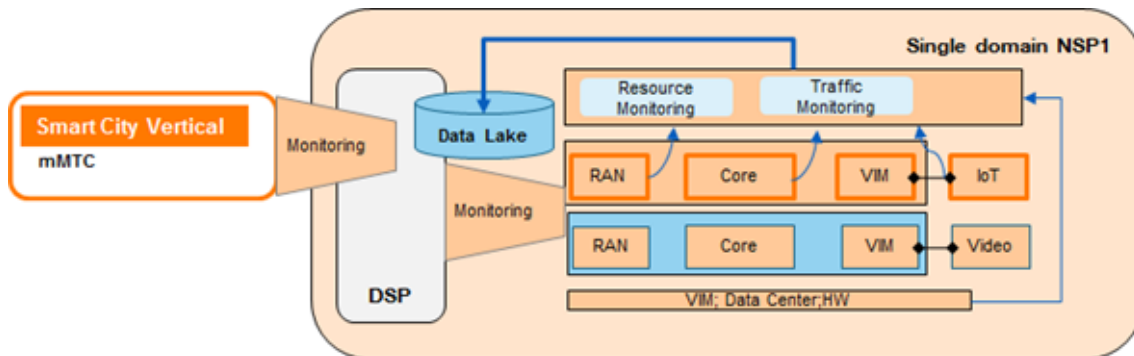 Single domain NSP1
Resource
Monitoring
Traffic
Monitoring
Smart City Vertical
mMTC
Monitoring
Data Lake
RAN
Core
VIM
IoT
Monitoring
RAN
Core
VIM
Video
DSP
VIM; Data Center;HW